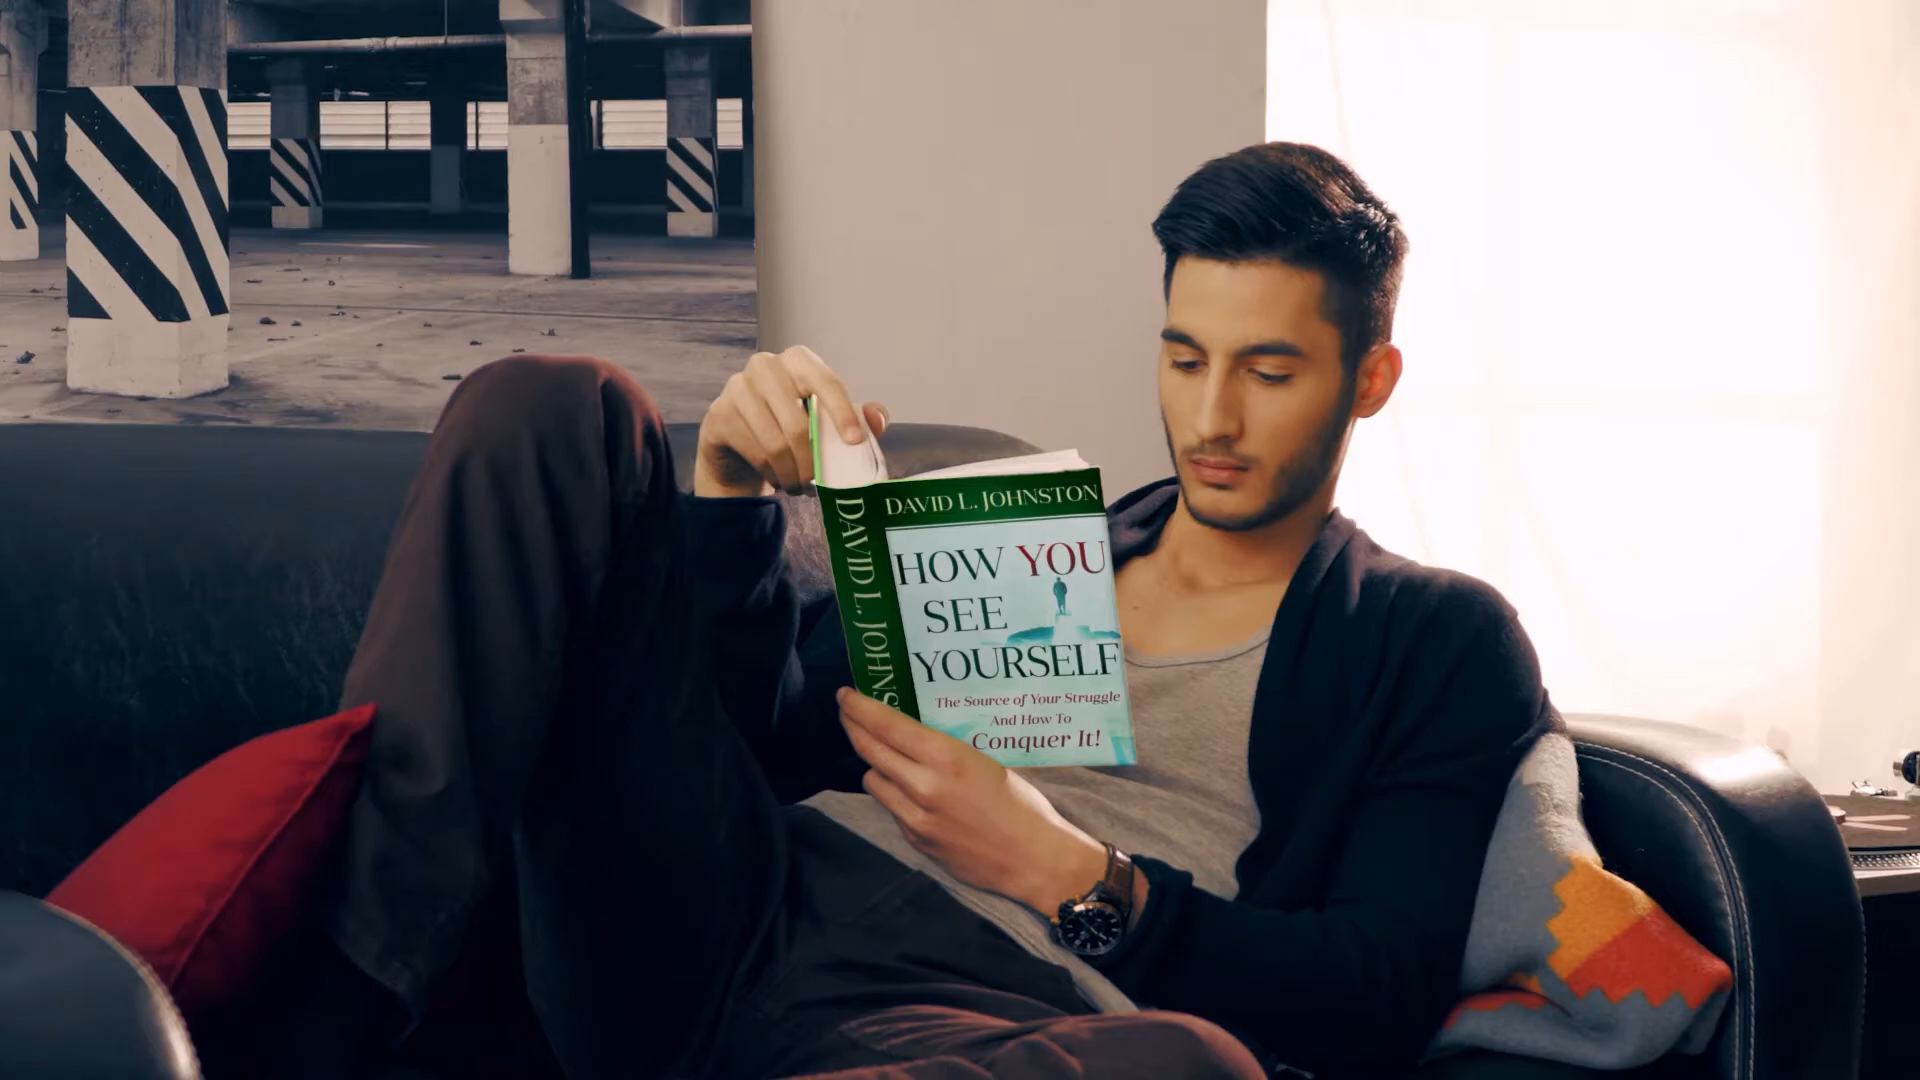 DAVID L. JOHNSTON
HOW YOU
SEE
YOURSELF
The Source of Your Struggle
And How To
Conquer It!
DAVID L. JOHNS